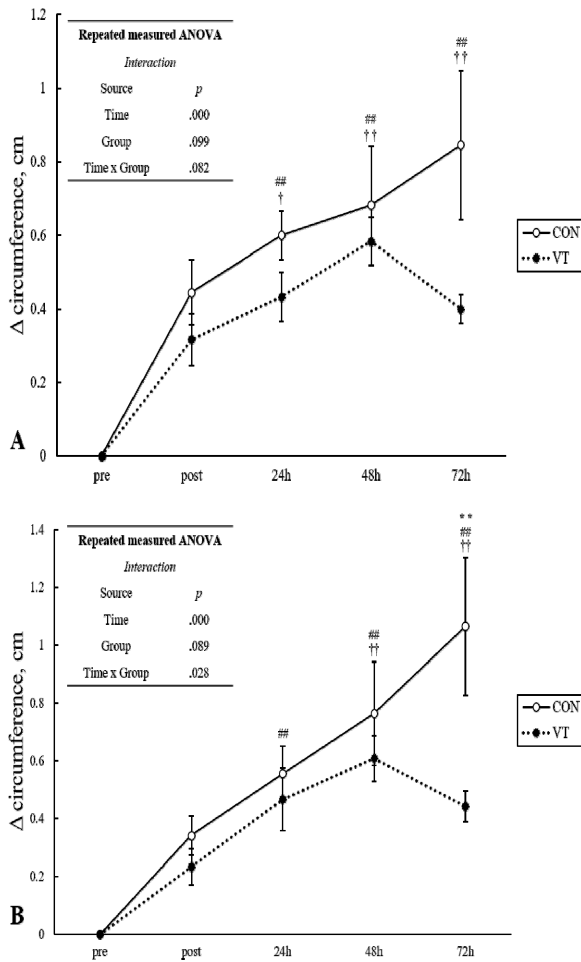 Repeated measured ANOVA
Interaction
Source p
Time .000
Group .099
Time x Group .082
##
† †
##
† †
##
†
1.2
1
0.8
0.6
0.4
0.2
0
Δ circumference, cm
CON
VT
A
pre post 24h 48h 72h
Repeated measured ANOVA
Interaction
Source p
Time .000
Group .089
Time x Group .028
* *
##
††
##
††
##
1.4
1.2
1
0.8
0.6
0.4
0.2
0
Δ circumference, cm
CON
VT
B
pre post 24h 48h 72h